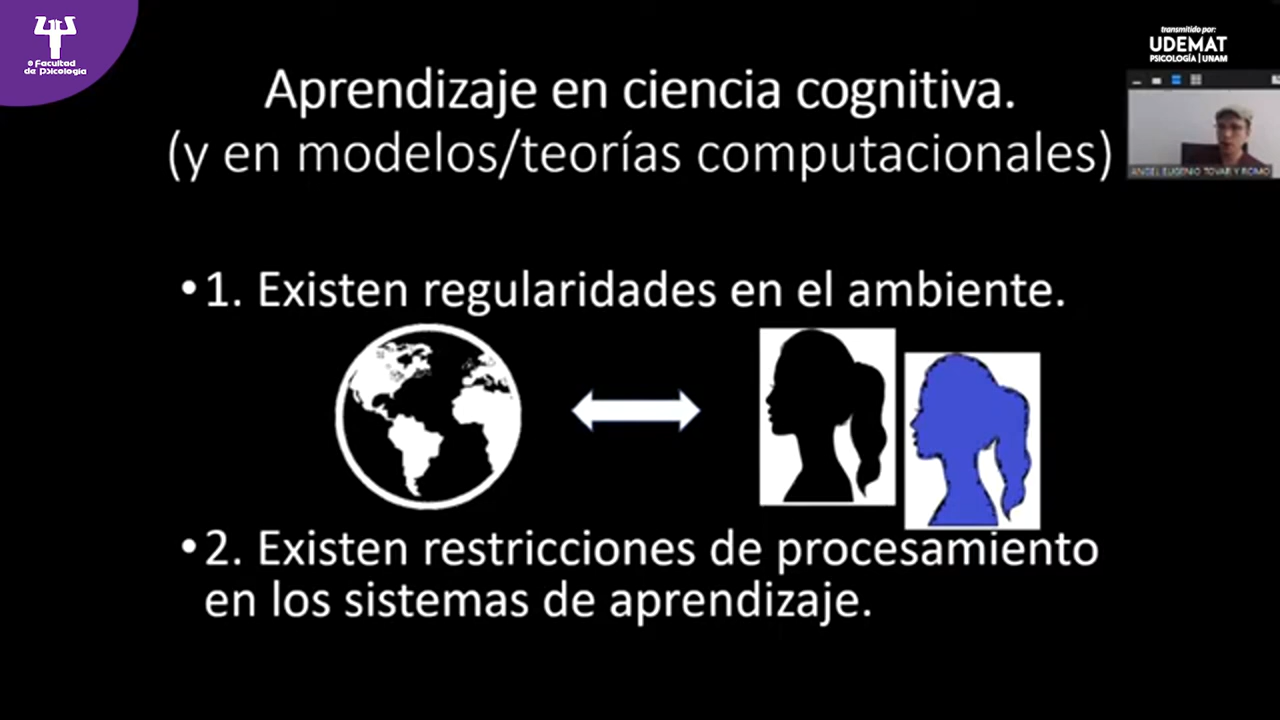 Facultad
de Psicología
transmitido por:
UDEMAT
PSICOLOGÍA | UNAM
Aprendizaje en ciencia cognitiva.
(y en modelos/teorías computacionales)
ANGEL EUGENIO TOVAR Y ROMO
• 1. Existen regularidades en el ambiente.
• 2. Existen restricciones de procesamiento
en los sistemas de aprendizaje.